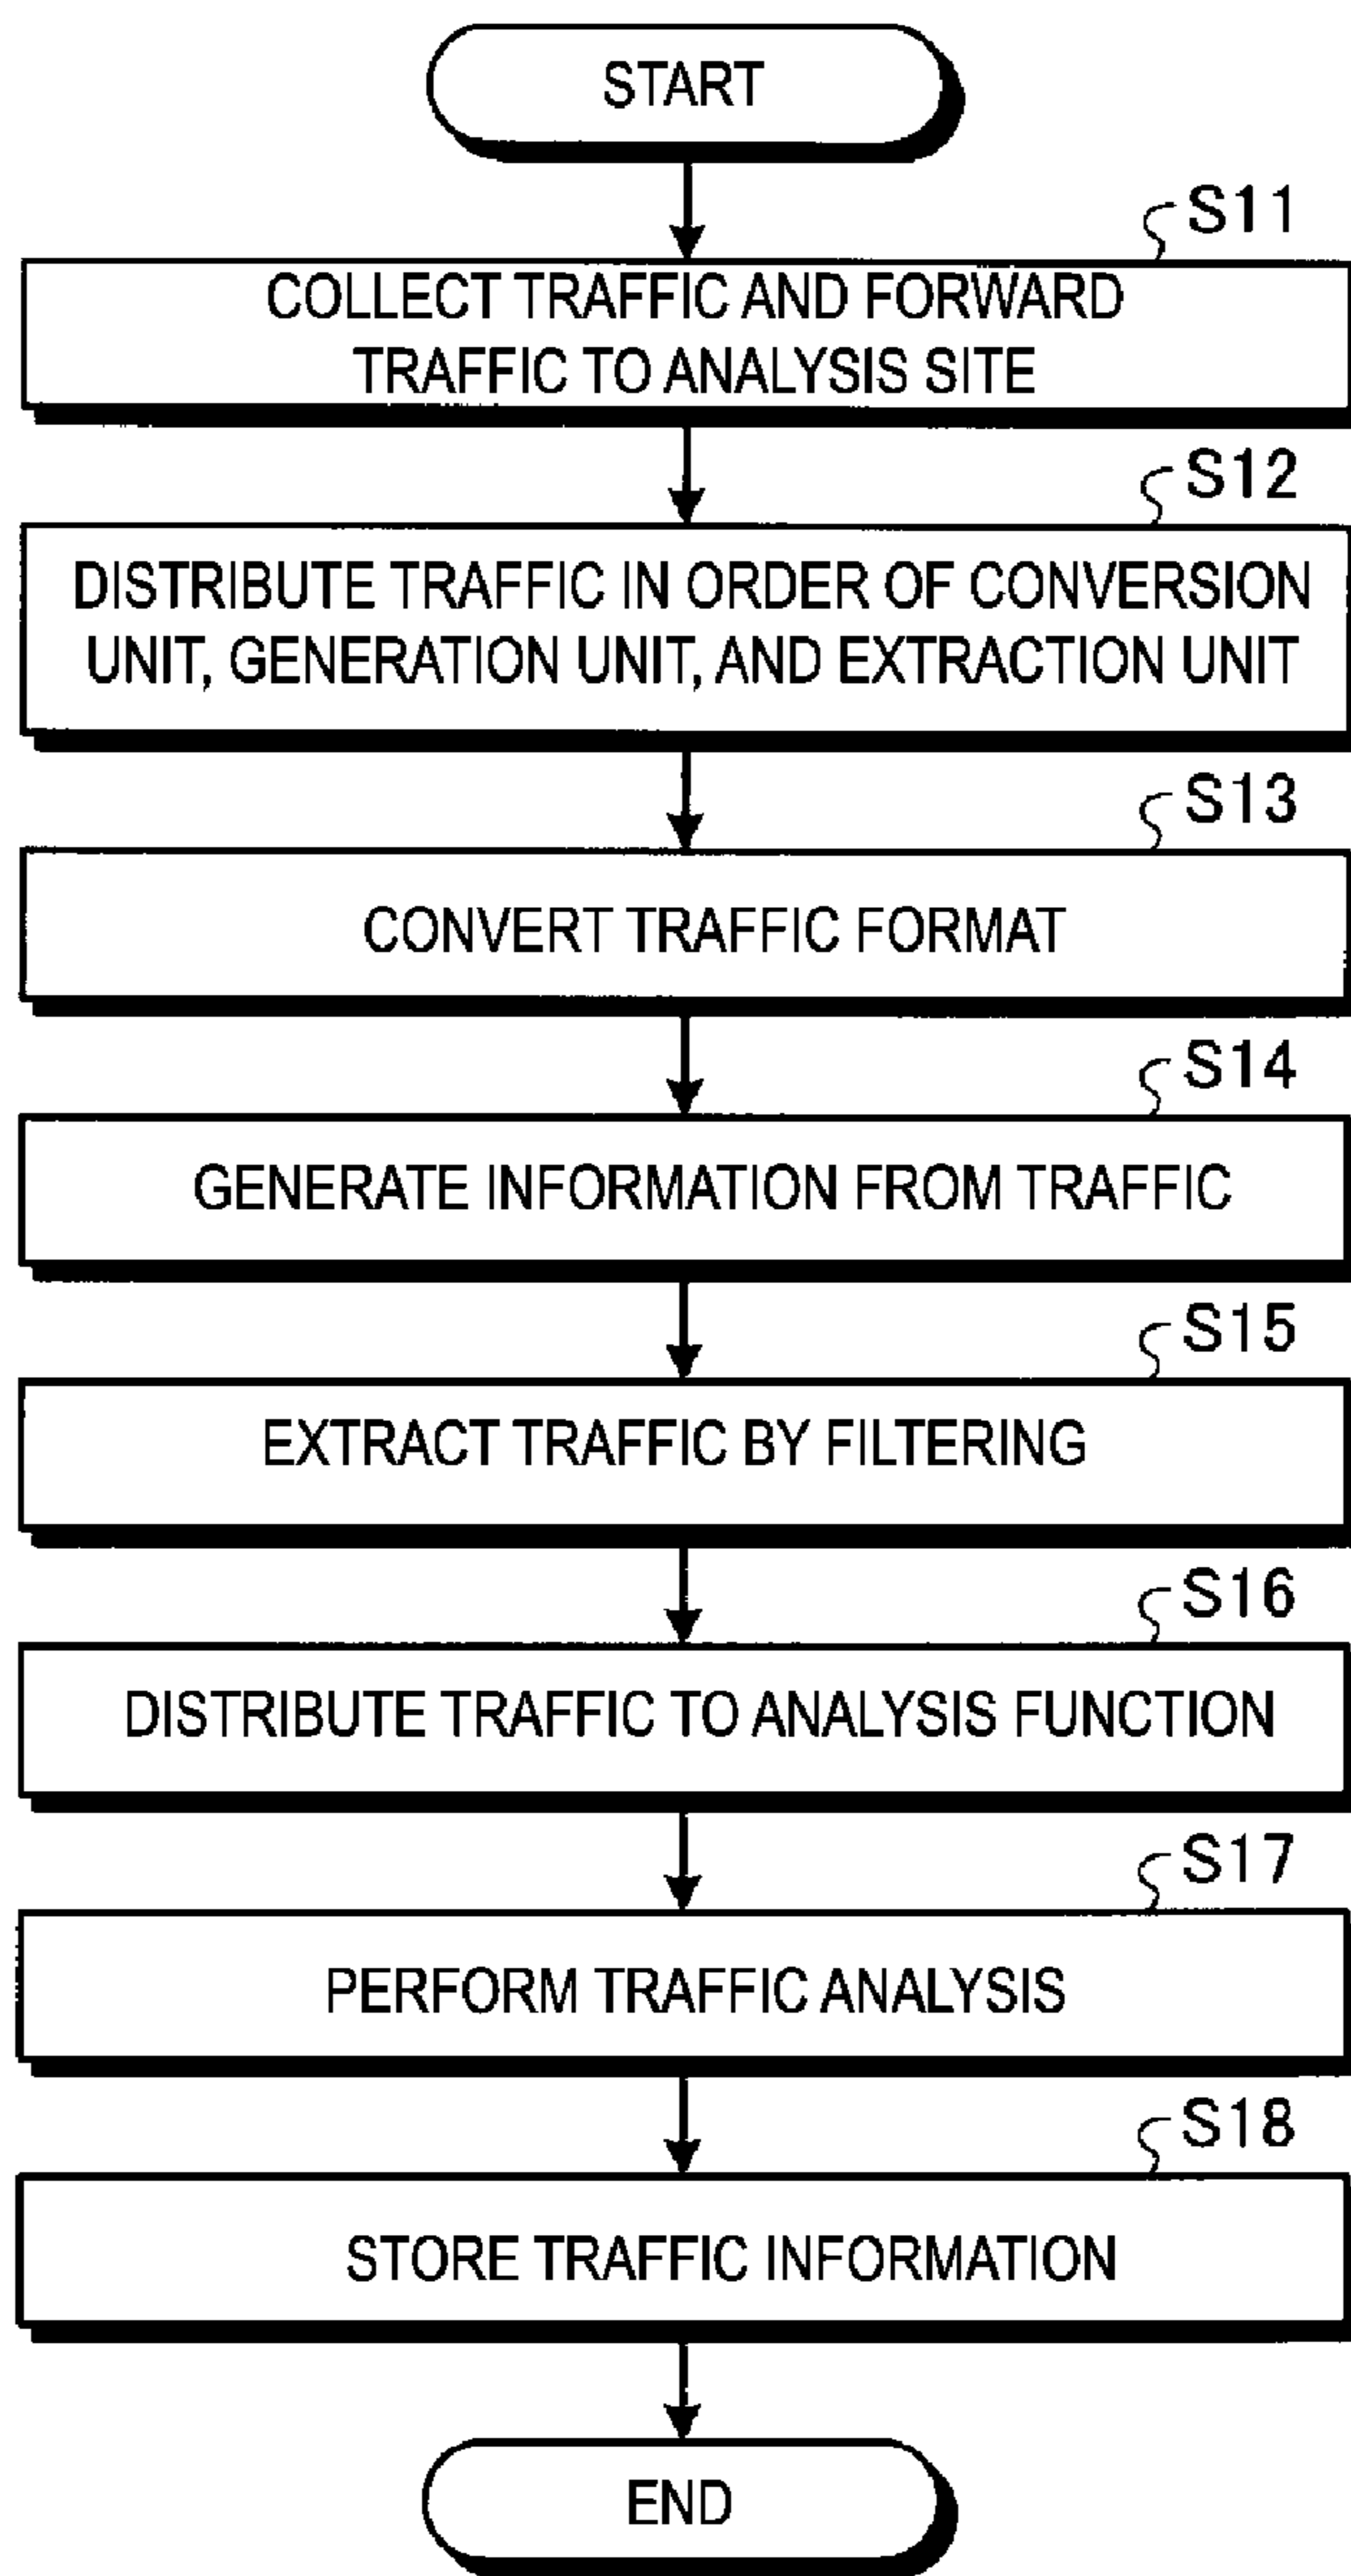 START
S11
COLLECT TRAFFIC AND FORWARD
TRAFFIC TO ANALYSIS SITE
S12
DISTRIBUTE TRAFFIC IN ORDER OF CONVERSION
UNIT, GENERATION UNIT, AND EXTRACTION UNIT
S13
CONVERT TRAFFIC FORMAT
S14
GENERATE INFORMATION FROM TRAFFIC
S15
EXTRACT TRAFFIC BY FILTERING
S16
DISTRIBUTE TRAFFIC TO ANALYSIS FUNCTION
S17
PERFORM TRAFFIC ANALYSIS
S18
STORE TRAFFIC INFORMATION
END